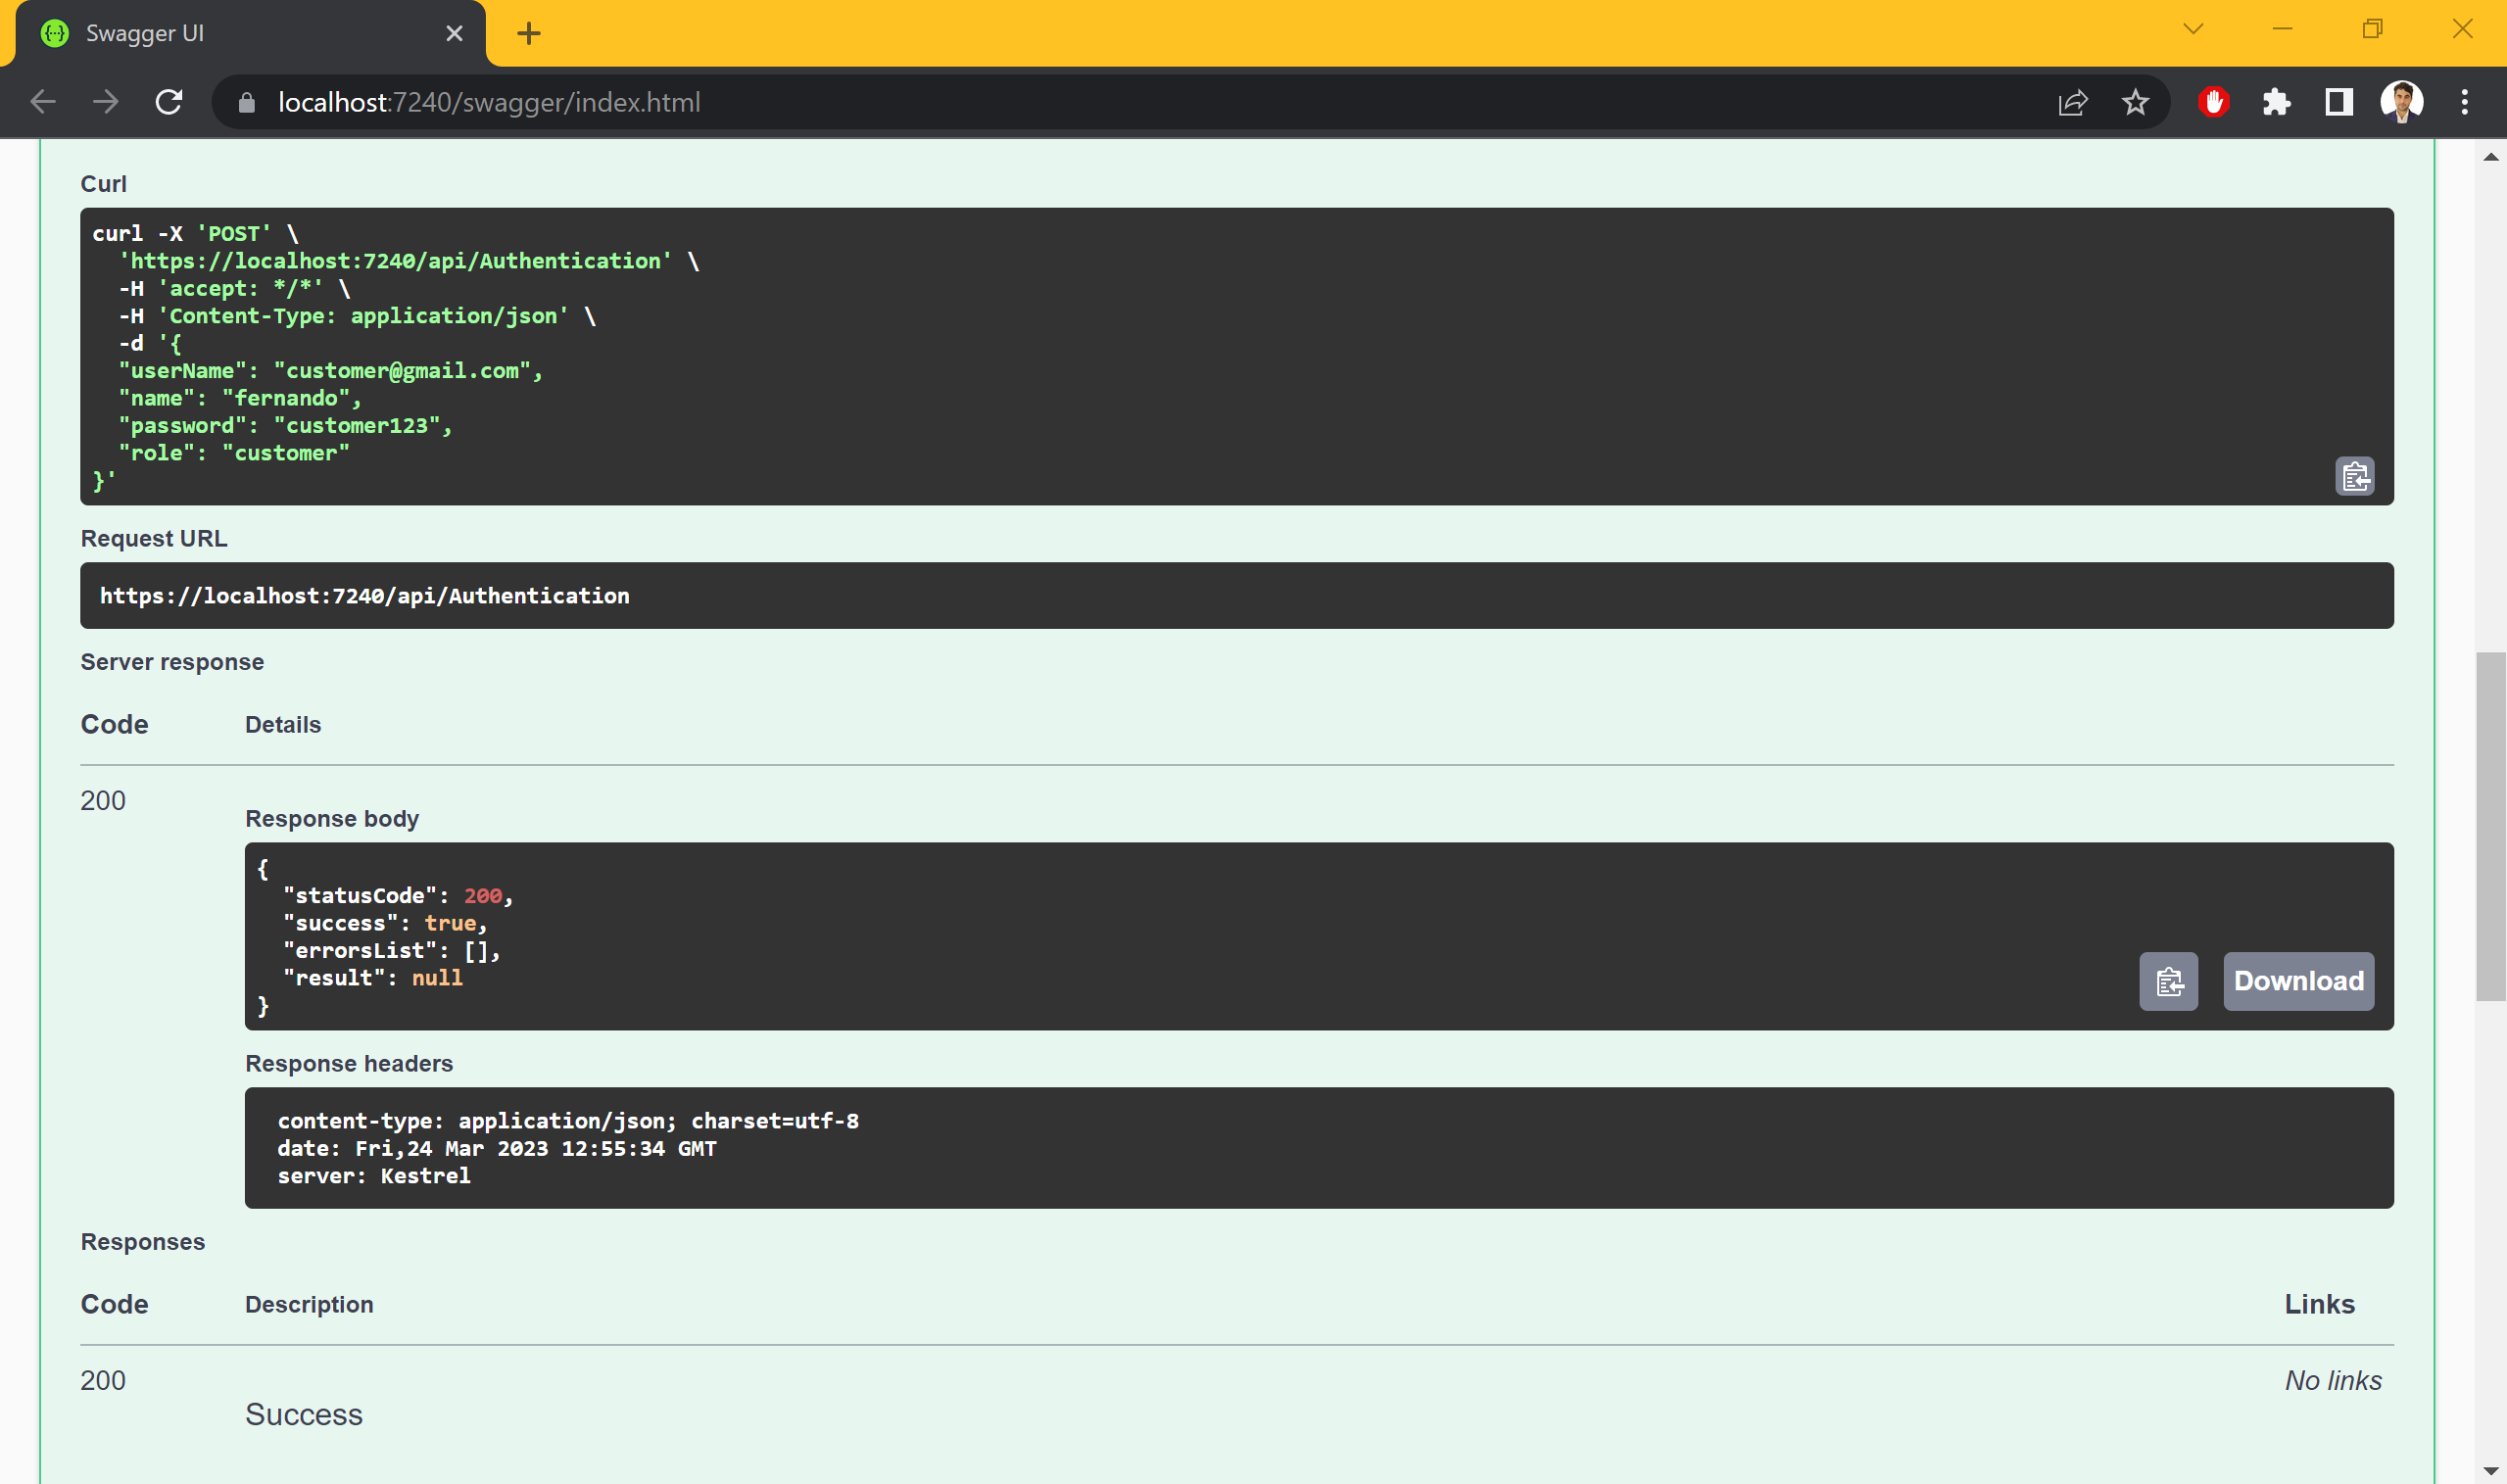 Swagger UI
localhost:7240/swagger/index.html
Curl
curl -X 'POST' \
  'https://localhost:7240/api/Authentication' \
  -H 'accept: */*' \
  -H 'Content-Type: application/json' \
  -d '{
  "userName": "customer@gmail.com",
  "name": "fernando",
  "password": "customer123",
  "role": "customer"
}'
Request URL
https://localhost:7240/api/Authentication
Server response
Code Details
200
Response body
{
  "statusCode": 200,
  "success": true,
  "errorsList": [],
  "result": null
}
Download
Response headers
content-type: application/json; charset=utf-8
date: Fri,24 Mar 2023 12:55:34 GMT
server: Kestrel
Responses
Code Description Links
200 No links
Success